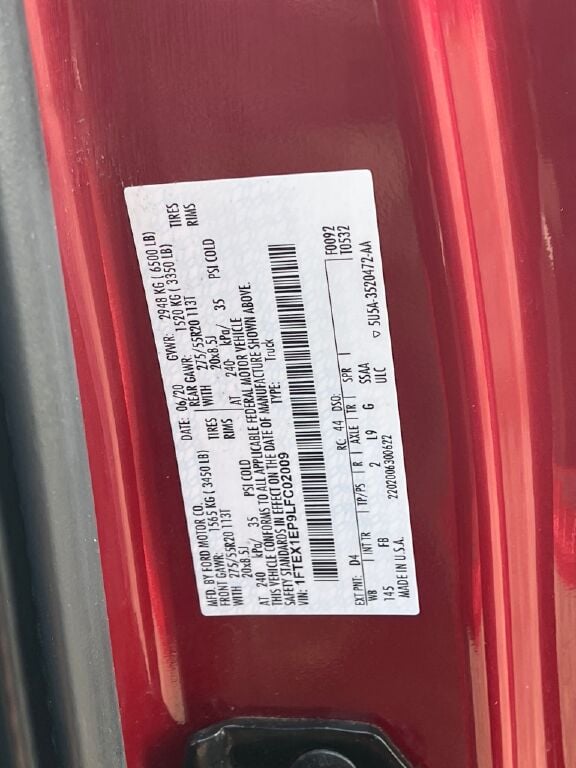 MFD. BY FORD MOTOR CO.
DATE: 06/20 GVWR: 2948 KG ( 6500 LB)
FRONT GAWR: 1565 KG ( 3450 LB) REAR GAWR: 1520 KG ( 3350 LB)
WITH 275/55R20 113T TIRES WITH 275/55R20 113T TIRES
20x8.5J RIMS 20x8.5J RIMS
AT 240 kPa/ 35 PSI COLD AT 240 kPa/ 35 PSI COLD
THIS VEHICLE CONFORMS TO ALL APPLICABLE FEDERAL MOTOR VEHICLE
SAFETY STANDARDS IN EFFECT ON THE DATE OF MANUFACTURE SHOWN ABOVE.
VIN: 1FTEX1EP9LFC02009 TYPE: Truck
F0092
T0532
EXT PNT: D4 RC: 44 DSO:
WB INT TR TP/PS R AXLE TR SPR
145 FB 2 L9 G SSAA
ULC
▽ 5U5A-3520472-AA
MADE IN U.S.A. 2202006300622